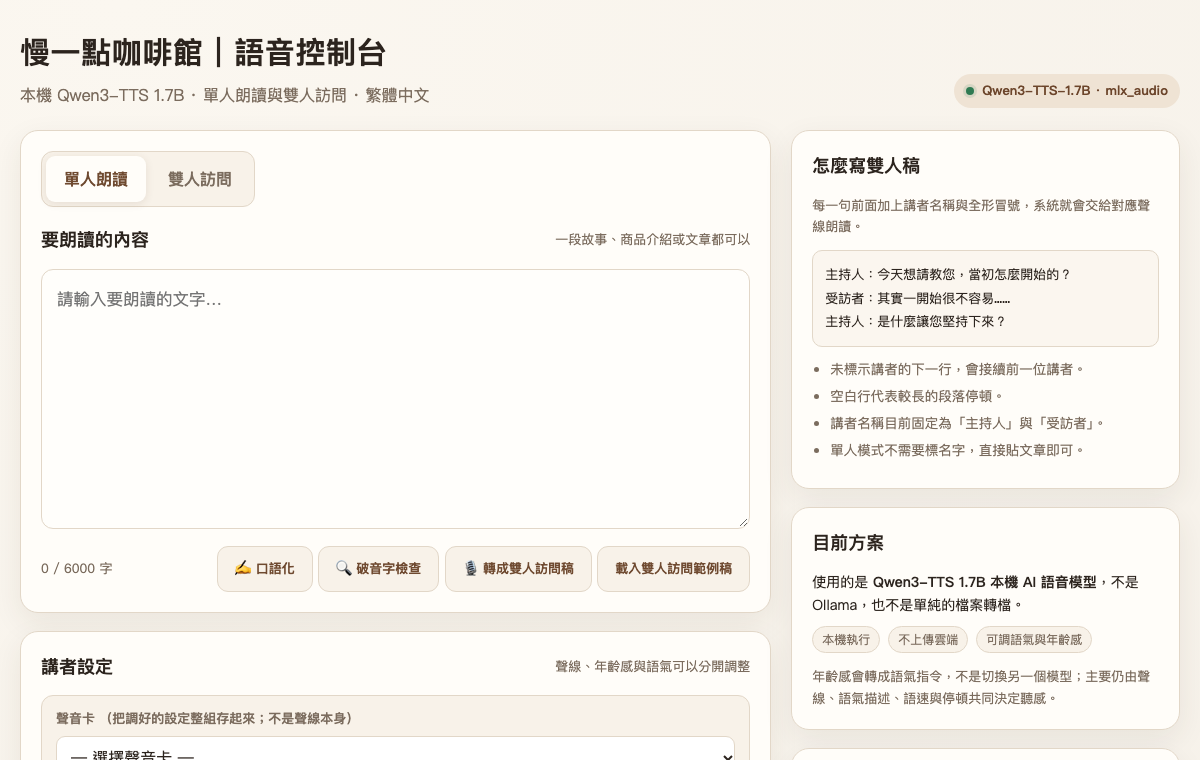 慢一點咖啡館｜語音控制台
本機 Qwen3-TTS 1.7B · 單人朗讀與雙人訪問 · 繁體中文
Qwen3-TTS-1.7B · mlx_audio
單人朗讀
雙人訪問
要朗讀的內容
一段故事、商品介紹或文章都可以
請輸入要朗讀的文字...
0 / 6000 字
✍️ 口語化
🔍 破音字檢查
🎙️ 轉成雙人訪問稿
載入雙人訪問範例稿
講者設定
聲線、年齡感與語氣可以分開調整
聲音卡 （把調好的設定整組存起來；不是聲線本身）
— 選擇聲音卡 —
怎麼寫雙人稿
每一句前面加上講者名稱與全形冒號，系統就會交給對應聲
線朗讀。
主持人：今天想請教您，當初怎麼開始的？
受訪者：其實一開始很不容易……
主持人：是什麼讓您堅持下來？
未標示講者的下一行，會接續前一位講者。
空白行代表較長的段落停頓。
講者名稱目前固定為「主持人」與「受訪者」。
單人模式不需要標名字，直接貼文章即可。
目前方案
使用的是 Qwen3-TTS 1.7B 本機 AI 語音模型，不是
Ollama，也不是單純的檔案轉檔。
本機執行
不上傳雲端
可調語氣與年齡感
年齡感會轉成語氣指令，不是切換另一個模型；主要仍由聲
線、語氣描述、語速與停頓共同決定聽感。